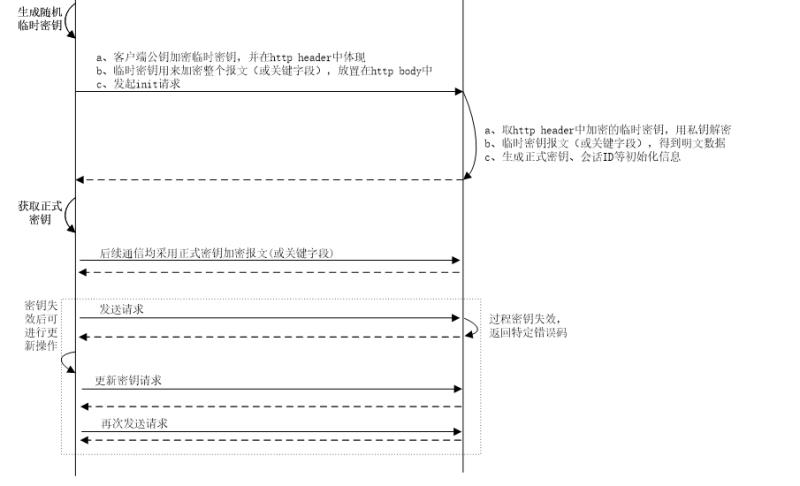 生成随机
临时密钥
a、客户端公钥加密临时密钥，并在http header中体现
b、临时密钥用来加密整个报文（或关键字段），放置在http body中
c、发起init请求
a、取http header中加密的临时密钥，用私钥解密
b、临时密钥报文（或关键字段），得到明文数据
c、生成正式密钥、会话ID等初始化信息
获取正式
密钥
后续通信均采用正式密钥加密报文(或关键字段)
密钥失
效后可
进行更
新操作
发送请求
过程密钥失效，
返回特定错误码
更新密钥请求
再次发送请求